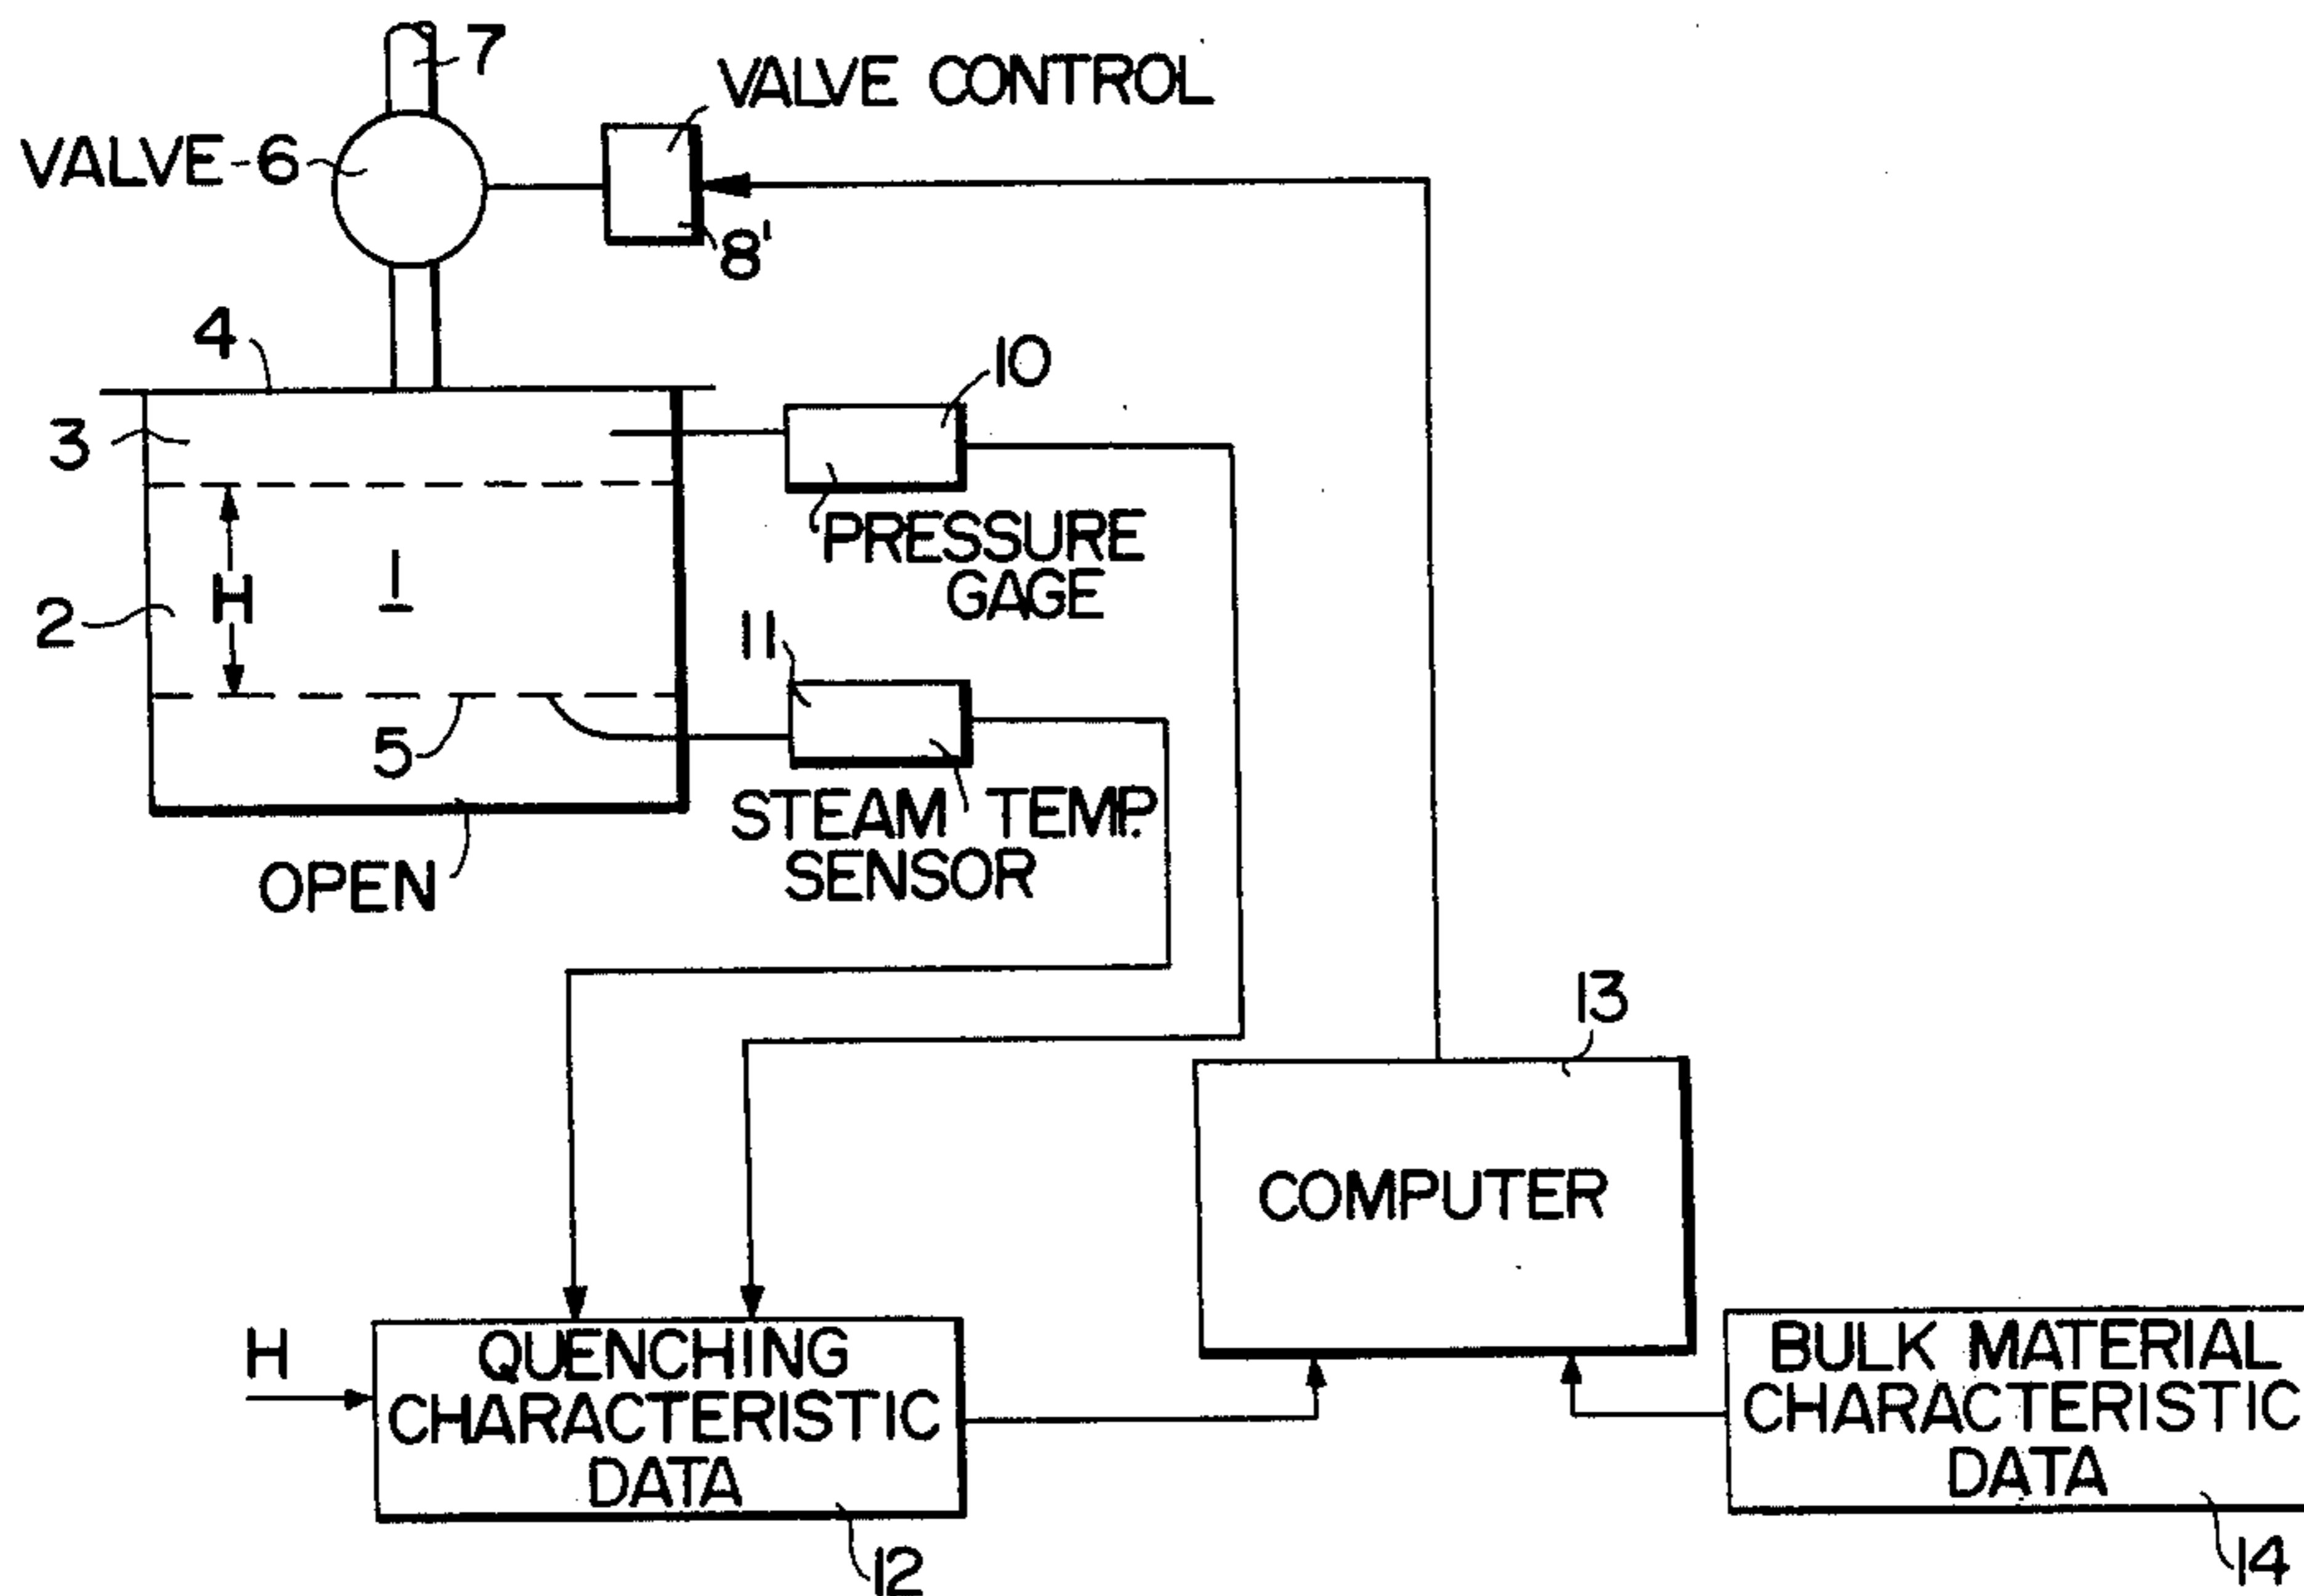 7
VALVE CONTROL
VALVE-6
8'
4
10
3
PRESSURE
GAGE
H
1
2
11
5
STEAM TEMP.
SENSOR
OPEN
13
COMPUTER
H
QUENCHING
CHARACTERISTIC
DATA
BULK MATERIAL
CHARACTERISTIC
DATA
12
14